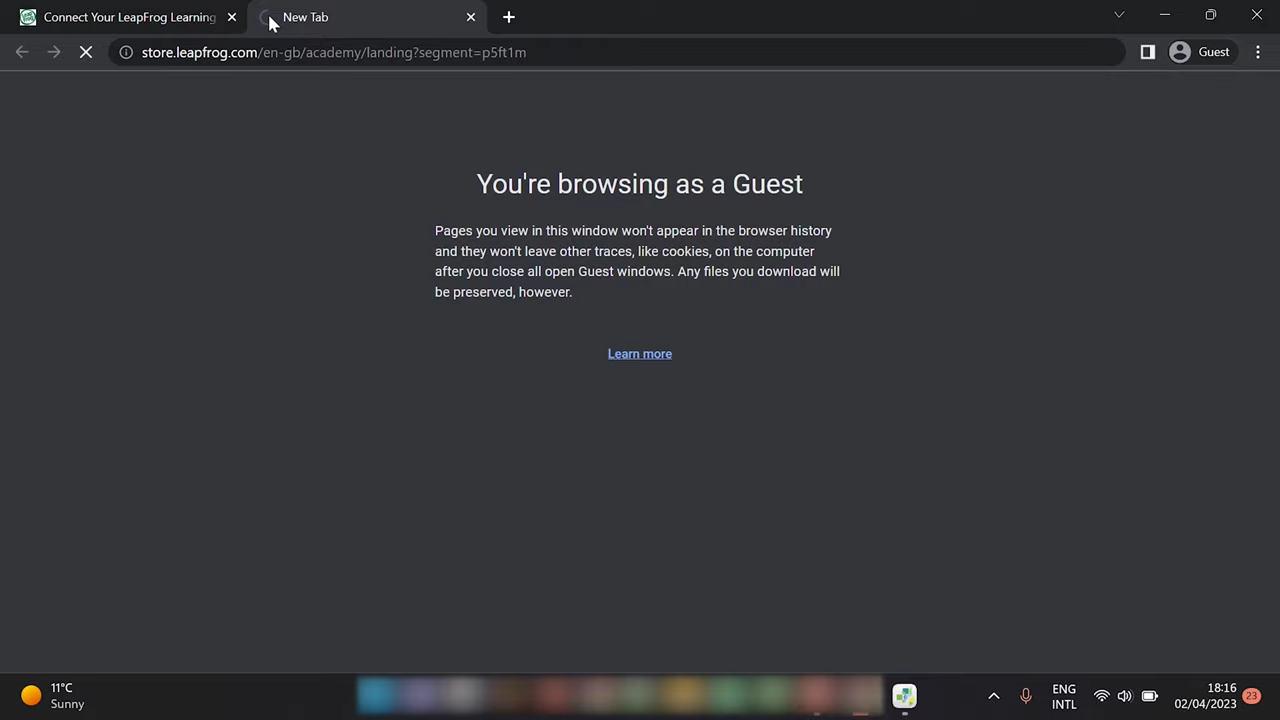 Connect Your LeapFrog Learning
New Tab
store.leapfrog.com/en-gb/academy/landing?segment=p5ft1m
Guest
You're browsing as a Guest
Pages you view in this window won't appear in the browser history
and they won't leave other traces, like cookies, on the computer
after you close all open Guest windows. Any files you download will
be preserved, however.
Learn more
11°C
Sunny
ENG
INTL
18:16
02/04/2023
23